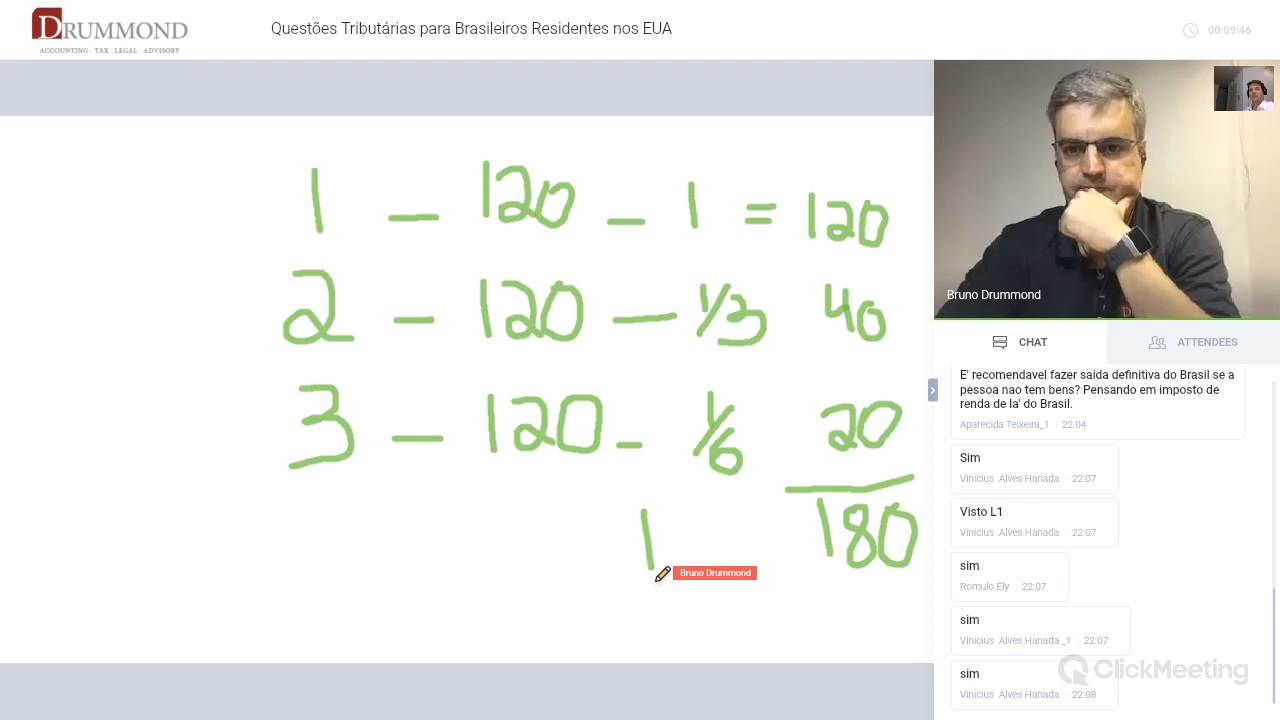 DRUMMOND
ACCOUNTING · TAX · LEGAL · ADVISORY
Questões Tributárias para Brasileiros Residentes nos EUA
00:09:46
1 – 120 – 1 = 120
2 – 120 – 1/3 40
3 – 120 – 1/6 20
180
1
Bruno Drummond
Bruno Drummond
CHAT
ATTENDEES
E' recomendavel fazer saida definitiva do Brasil se a
pessoa nao tem bens? Pensando em imposto de
renda de la' do Brasil.
Aparecida Teixeira_1 · 22:04
Sim
Vinicius Alves Hanada · 22:07
Visto L1
Vinicius Alves Hanada · 22:07
sim
Romulo Ely · 22:07
sim
Vinicius Alves Hanada _1 · 22:07
sim
Vinicius Alves Hanada · 22:08
ClickMeeting